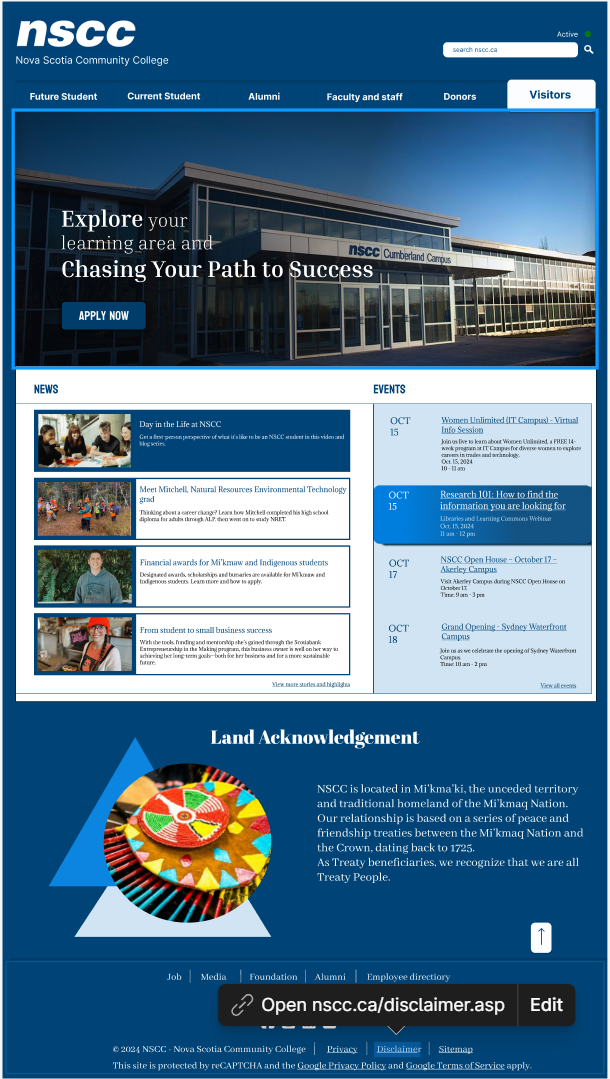 nscc
Nova Scotia Community College
Active
search nscc.ca
Future Student
Current Student
Alumni
Faculty and staff
Donors
Visitors
Explore your
learning area and
Chasing Your Path to Success
nscc Cumberland Campus
APPLY NOW
NEWS
Day in the Life at NSCC
Get a first-person perspective of what it's like to be an NSCC student in this video and
blog series.
Meet Mitchell, Natural Resources Environmental Technology
grad
Thinking about a career change? Learn how Mitchell completed his high school
diploma for adults through ALP, then went on to study NRET.
Financial awards for Mi'kmaw and Indigenous students
Designated awards, scholarships and bursaries are available for Mi'kmaw and
Indigenous students. Learn more and how to apply.
From student to small business success
With the tools, funding and mentorship she's gained through the Scotiabank
Entrepreneurship in the Making program, this business owner is well on her way to
achieving her long-term goals—both for her business and for a more sustainable
future.
View more stories and highlights
EVENTS
OCT
15
Women Unlimited (IT Campus) - Virtual
Info Session
Join us live to learn about Women Unlimited, a FREE 14-
week program at IT Campus for diverse women to explore
careers in trades and technology.
Oct. 15, 2024
10 - 11 am
OCT
15
Research 101: How to find the
information you are looking for
Libraries and Learning Commons Webinar
Oct. 15, 2024
11 am - 12 pm
OCT
17
NSCC Open House – October 17 –
Akerley Campus
Visit Akerley Campus during NSCC Open House on
October 17.
Time: 9 am - 3 pm
OCT
18
Grand Opening - Sydney Waterfront
Campus
Join us as we celebrate the opening of Sydney Waterfront
Campus.
Time: 10 am - 2 pm
View all events
Land Acknowledgement
NSCC is located in Mi'kma'ki, the unceded territory
and traditional homeland of the Mi'kmaq Nation.
Our relationship is based on a series of peace and
friendship treaties between the Mi'kmaq Nation and
the Crown, dating back to 1725.
As Treaty beneficiaries, we recognize that we are all
Treaty People.
Job
Media
Foundation
Alumni
Employee directory
Open nscc.ca/disclaimer.asp
Edit
© 2024 NSCC - Nova Scotia Community College
Privacy
Disclaimer
Sitemap
This site is protected by reCAPTCHA and the Google Privacy Policy and Google Terms of Service apply.